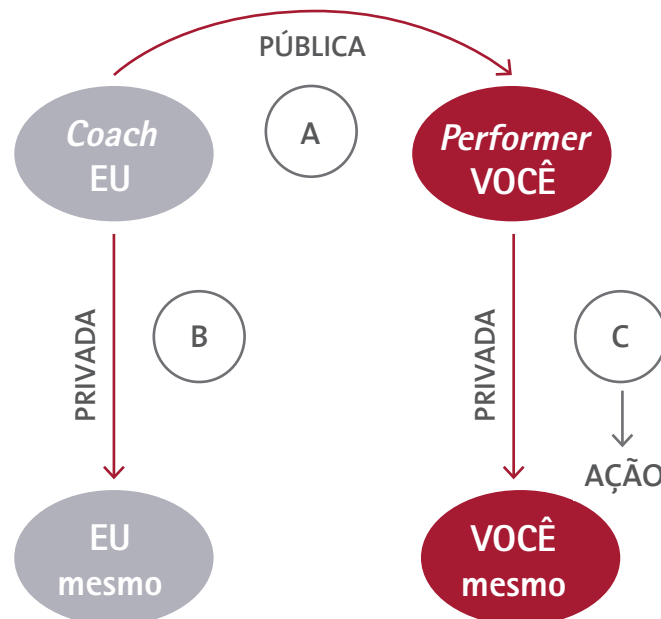 PÚBLICA
Coach
EU
A
Performer
VOCÊ
PRIVADA
B
PRIVADA
C
AÇÃO
EU
mesmo
VOCÊ
mesmo